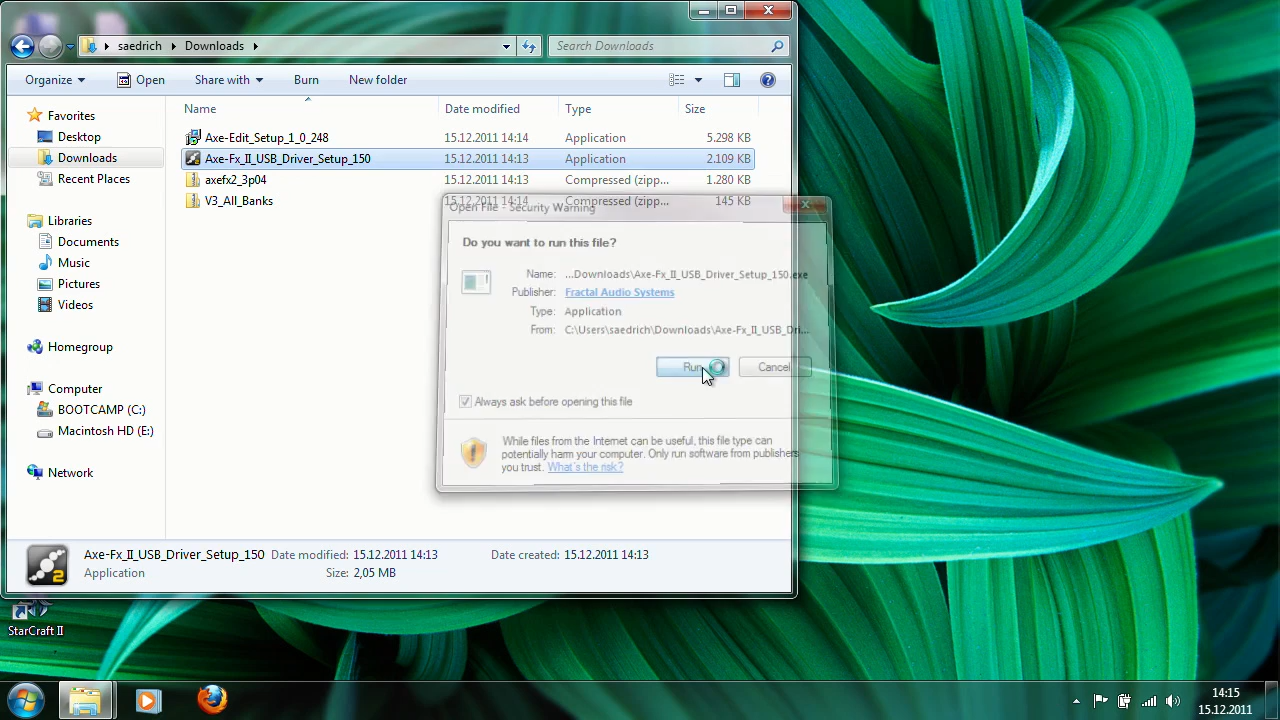 saedrich Downloads
Search Downloads
Organize Open Share with Burn New folder
Name Date modified Type Size
Favorites
Desktop
Downloads
Recent Places
Libraries
Documents
Music
Pictures
Videos
Homegroup
Computer
BOOTCAMP (C:)
Macintosh HD (E:)
Network
Axe-Edit_Setup_1_0_248 15.12.2011 14:14 Application 5.298 KB
Axe-Fx_II_USB_Driver_Setup_150 15.12.2011 14:13 Application 2.109 KB
axefx2_3p04 15.12.2011 14:13 Compressed (zipp... 1.280 KB
V3_All_Banks 15.12.2011 14:14 Compressed (zipp... 145 KB
Open File - Security Warning
Do you want to run this file?
Name: ...Downloads\Axe-Fx_II_USB_Driver_Setup_150.exe
Publisher: Fractal Audio Systems
Type: Application
From: C:\Users\saedrich\Downloads\Axe-Fx_II_USB_Dri...
Run Cancel
Always ask before opening this file
While files from the Internet can be useful, this file type can
potentially harm your computer. Only run software from publishers
you trust. What's the risk?
Axe-Fx_II_USB_Driver_Setup_150 Date modified: 15.12.2011 14:13 Date created: 15.12.2011 14:13
Application Size: 2,05 MB
2
StarCraft II
14:15
15.12.2011